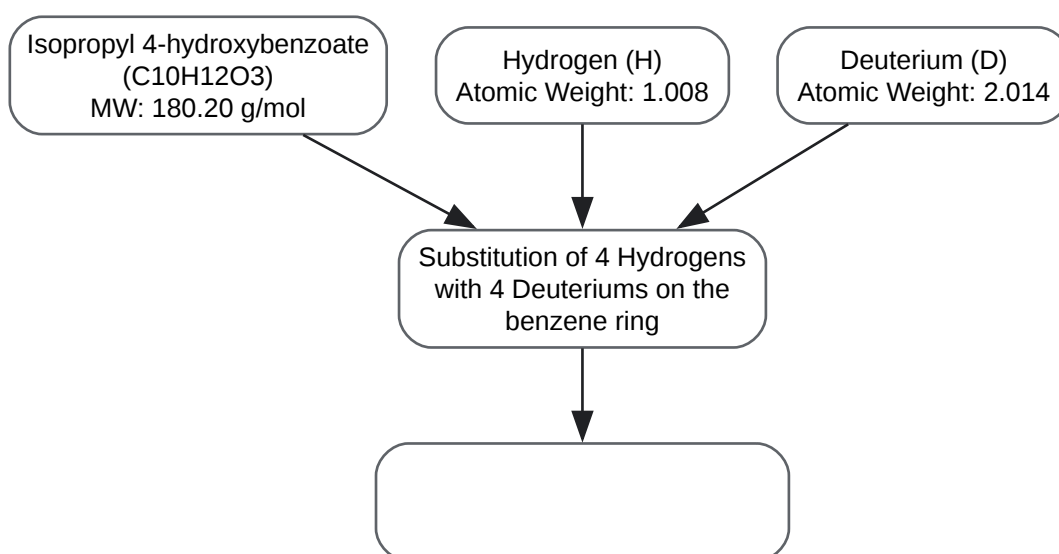 Isopropyl 4-hydroxybenzoate
(C10H12O3)
MW: 180.20 g/mol
Hydrogen (H)
Atomic Weight: 1.008
Deuterium (D)
Atomic Weight: 2.014
Substitution of 4 Hydrogens
with 4 Deuteriums on the
benzene ring